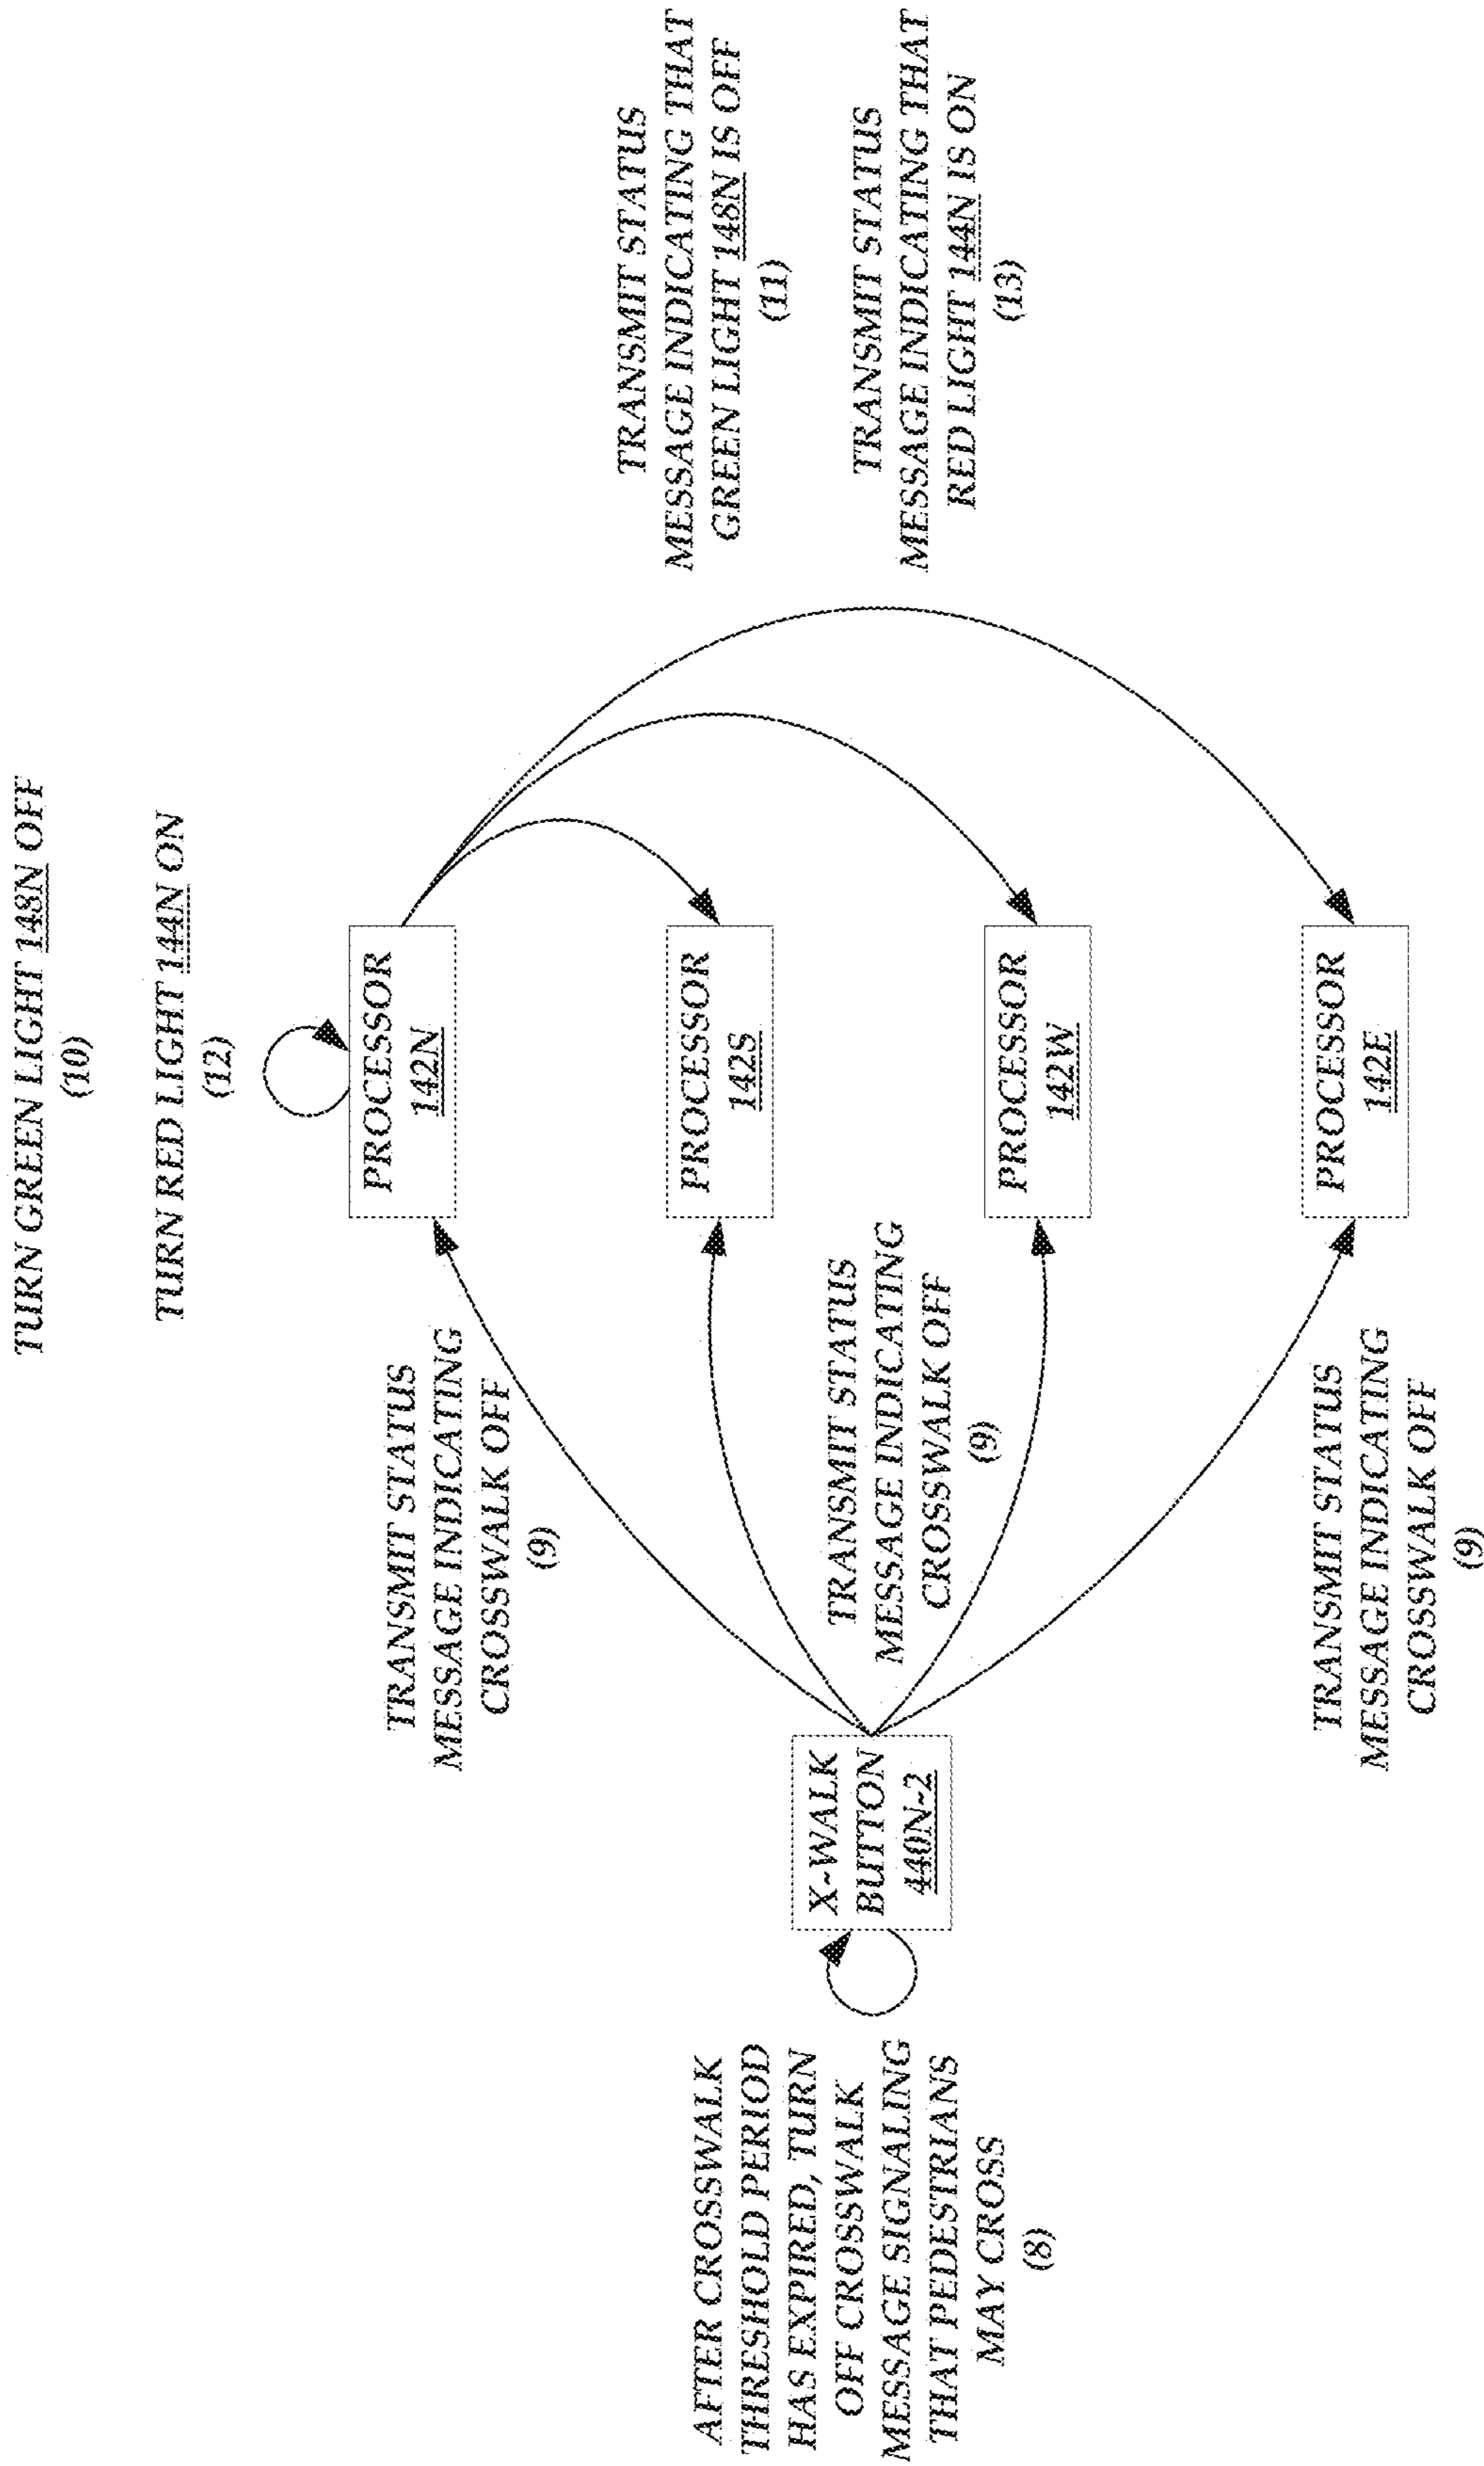 TURN GREEN LIGHT 148N OFF
(10)
TURN RED LIGHT 144N ON
(12)
TRANSMIT STATUS
MESSAGE INDICATING
CROSSWALK OFF
(9)
PROCESSOR
142N
TRANSMIT STATUS
MESSAGE INDICATING THAT
GREEN LIGHT 148N IS OFF
(11)
PROCESSOR
142S
AFTER CROSSWALK
THRESHOLD PERIOD
HAS EXPIRED, TURN
OFF CROSSWALK
MESSAGE SIGNALING
THAT PEDESTRIANS
MAY CROSS
(8)
X-WALK
BUTTON
440N-2
TRANSMIT STATUS
MESSAGE INDICATING
CROSSWALK OFF
(9)
TRANSMIT STATUS
MESSAGE INDICATING THAT
RED LIGHT 144N IS ON
(13)
PROCESSOR
142W
TRANSMIT STATUS
MESSAGE INDICATING
CROSSWALK OFF
(9)
PROCESSOR
142E